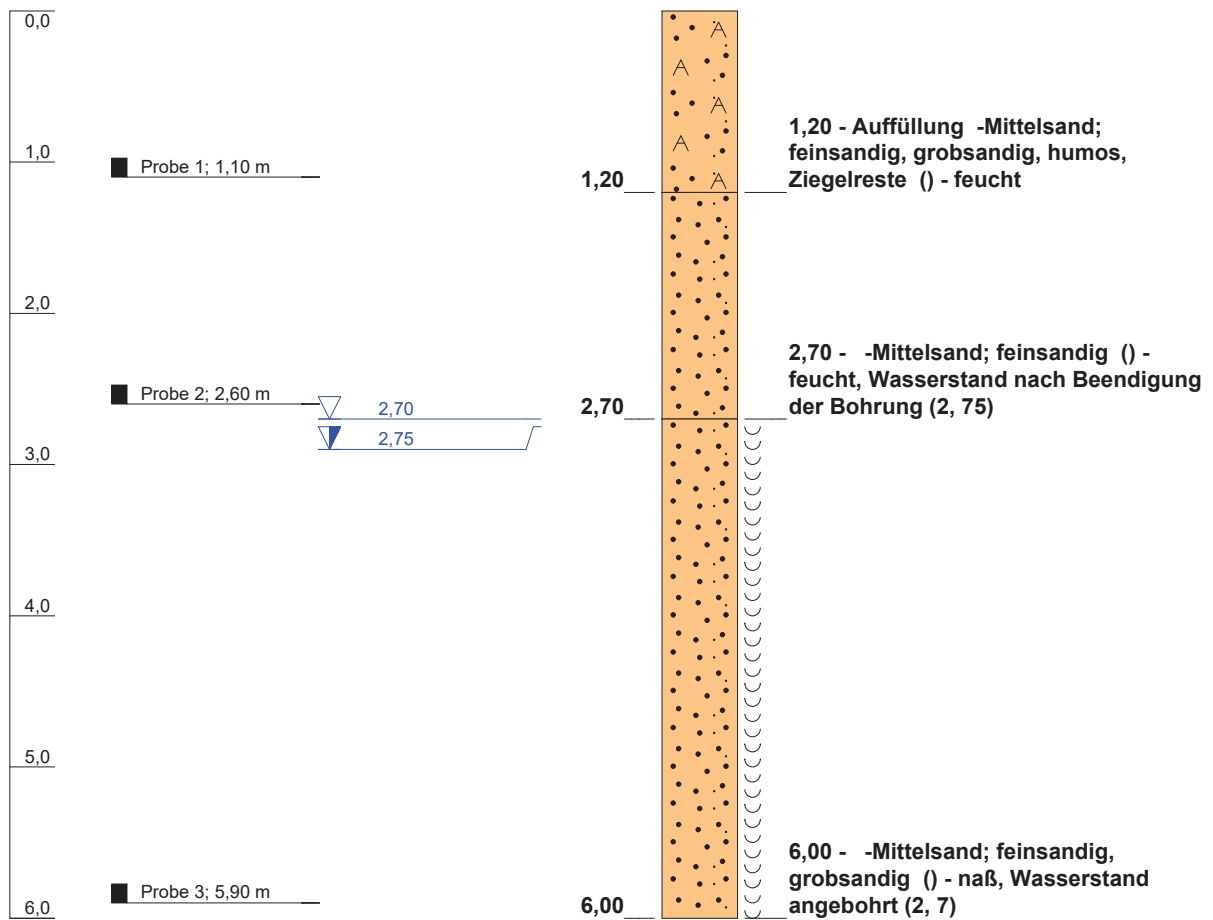 0,0
1,0
2,0
3,0
4,0
5,0
6,0
Probe 1; 1,10 m
Probe 2; 2,60 m
Probe 3; 5,90 m
2,70
2,75
1,20
2,70
6,00
A
A
A
A
A
1,20 - Auffüllung -Mittelsand;
feinsandig, grobsandig, humos,
Ziegelreste () - feucht
2,70 - -Mittelsand; feinsandig () -
feucht, Wasserstand nach Beendigung
der Bohrung (2, 75)
6,00 - -Mittelsand; feinsandig,
grobsandig () - naß, Wasserstand
angebohrt (2, 7)